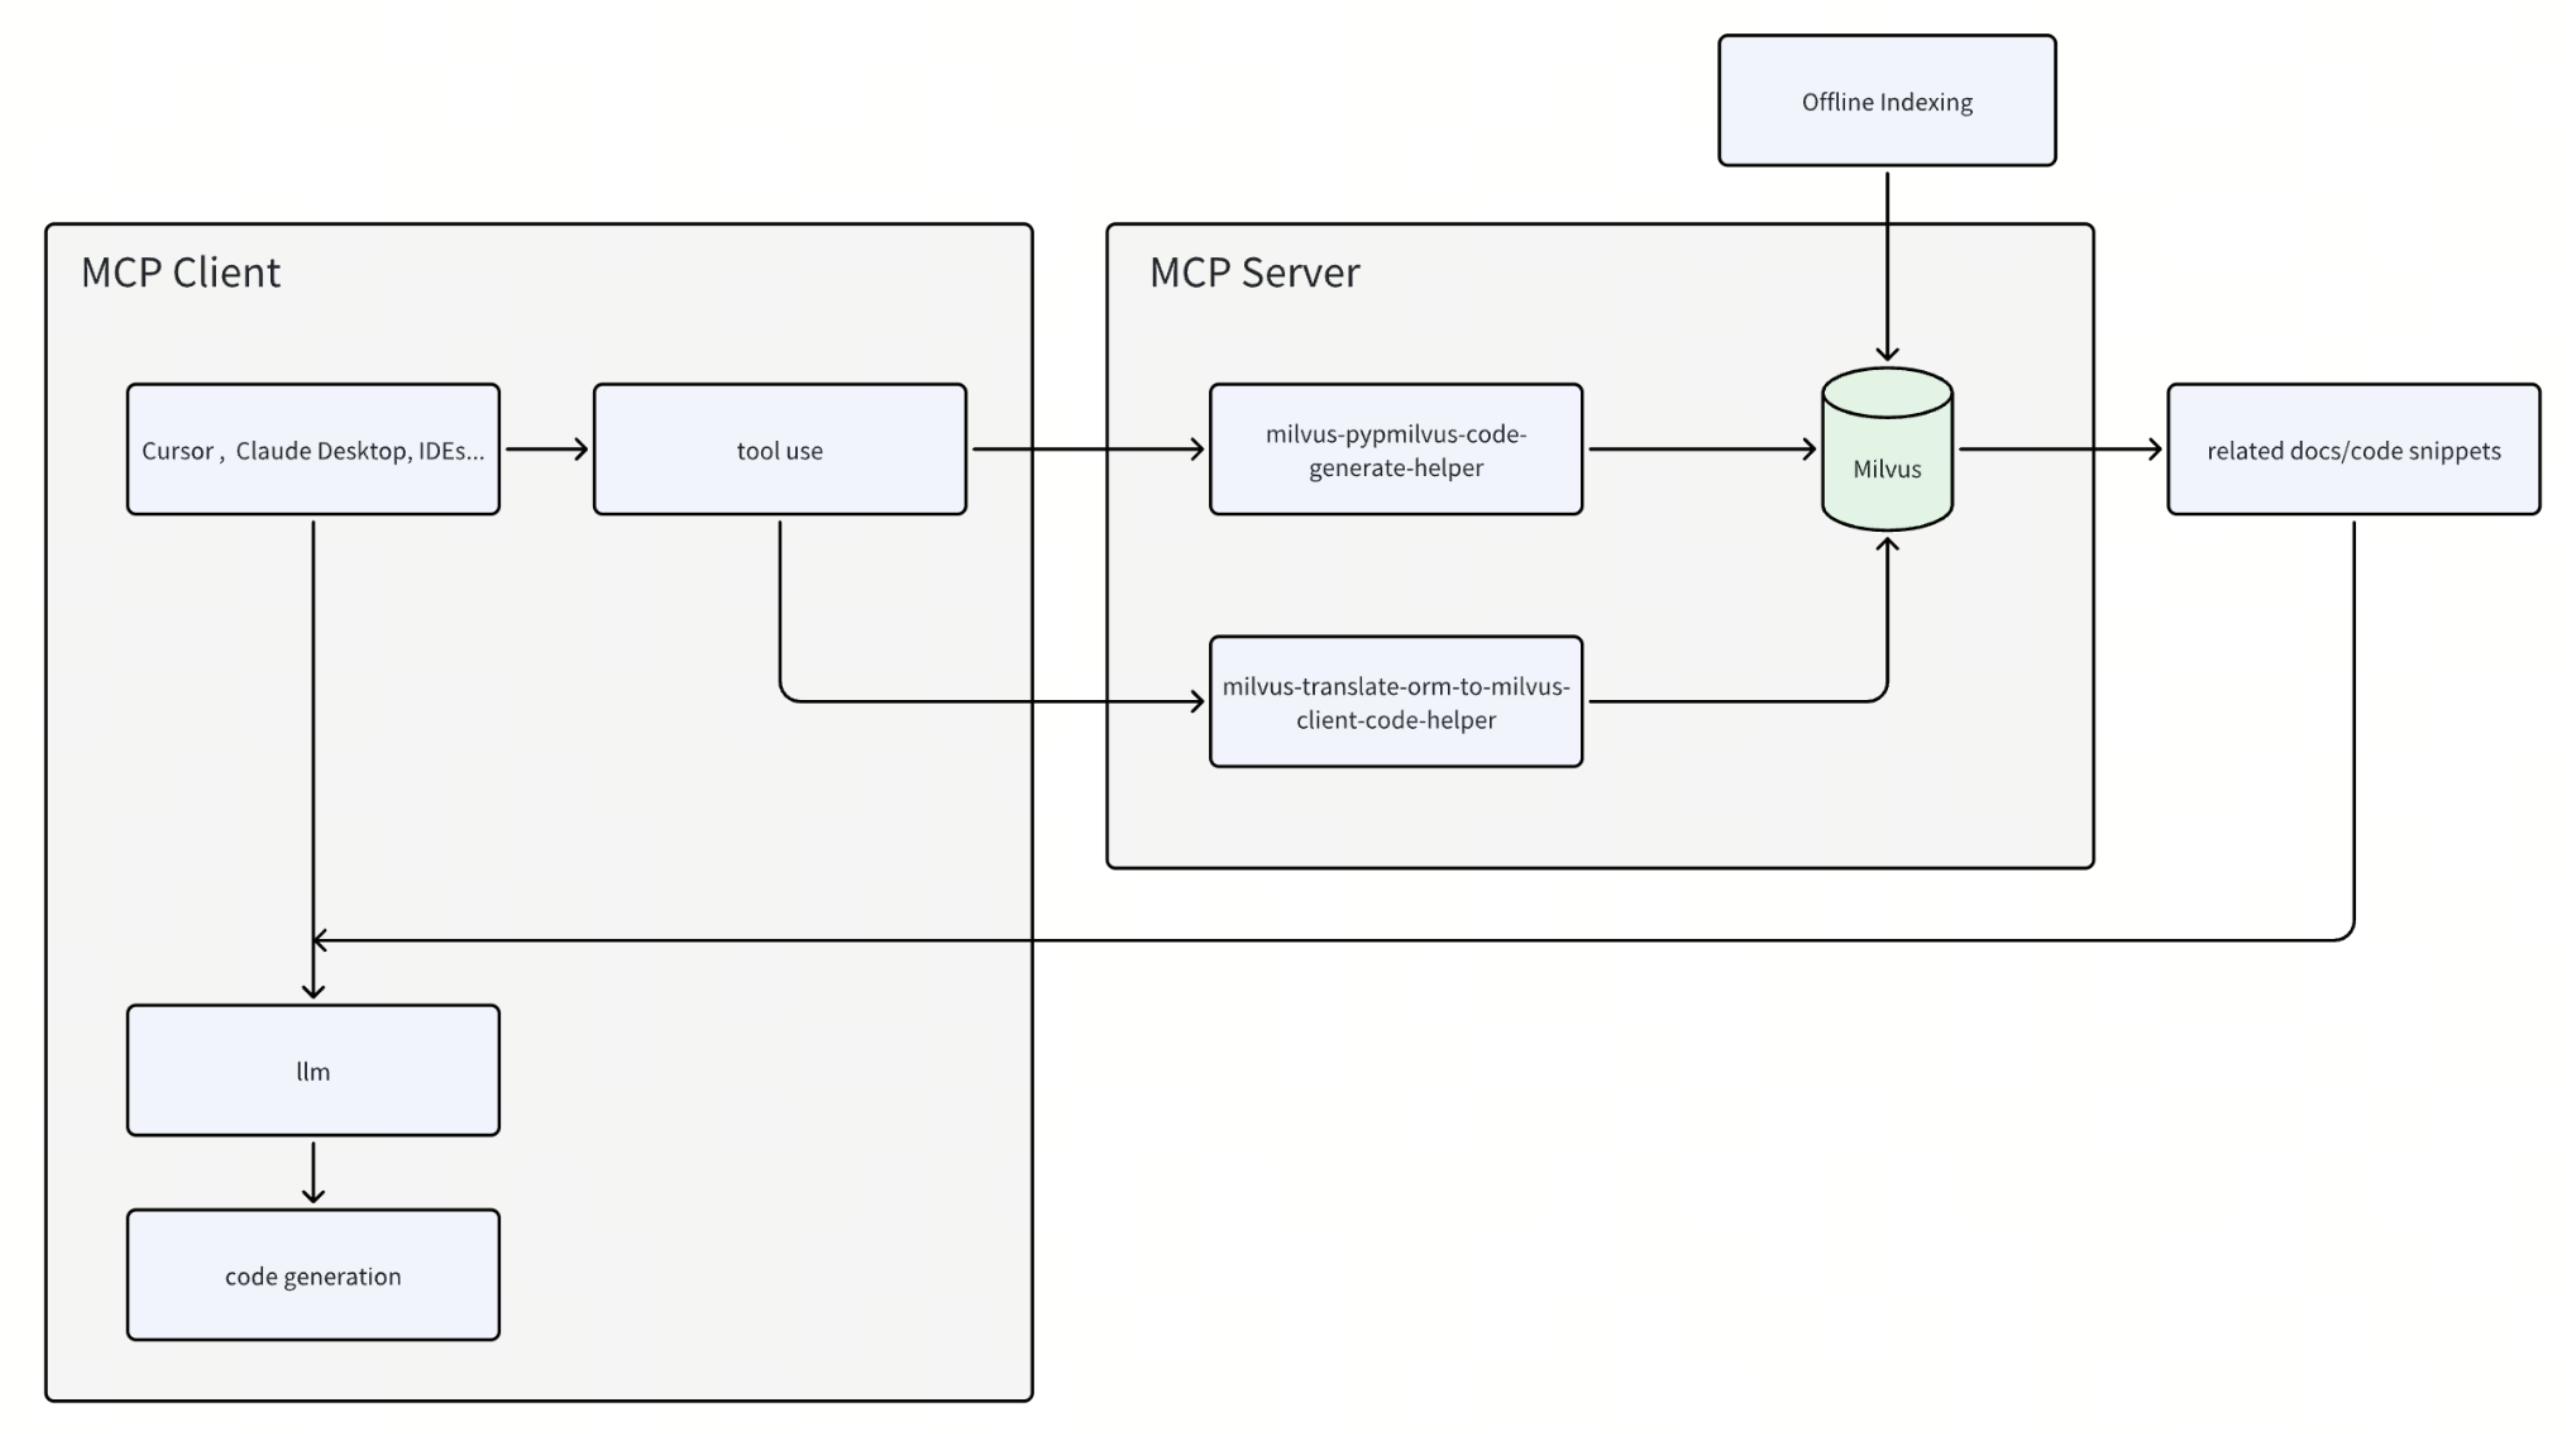 Offline Indexing
MCP Client
MCP Server
Cursor ,  Claude Desktop, IDEs...
tool use
milvus-pypmilvus-code-
generate-helper
Milvus
related docs/code snippets
milvus-translate-orm-to-milvus-
client-code-helper
llm
code generation